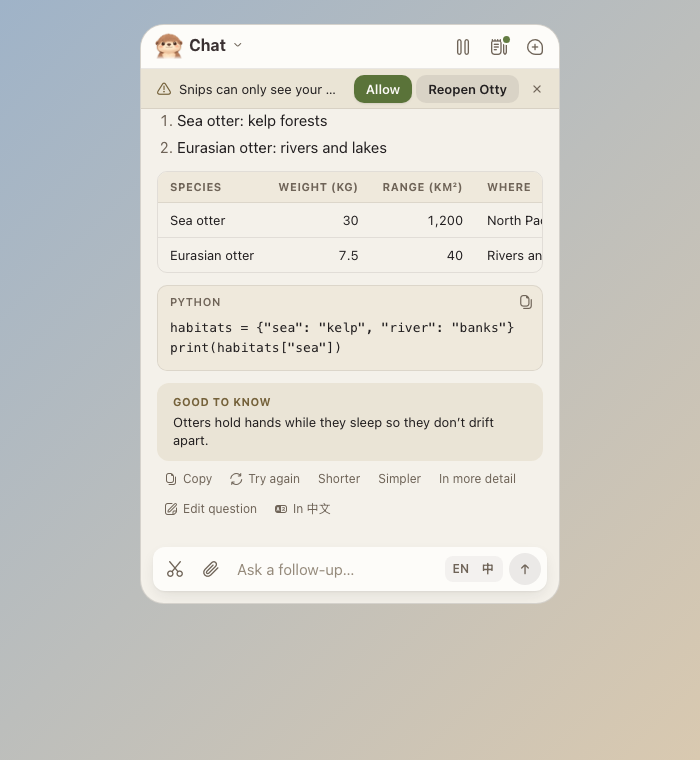 Chat
Snips can only see your ...
Allow
Reopen Otty
1. Sea otter: kelp forests
2. Eurasian otter: rivers and lakes
SPECIES WEIGHT (KG) RANGE (KM²) WHERE
Sea otter 30 1,200 North Pac
Eurasian otter 7.5 40 Rivers an
PYTHON
habitats = {"sea": "kelp", "river": "banks"}
print(habitats["sea"])
GOOD TO KNOW
Otters hold hands while they sleep so they don’t drift
apart.
Copy Try again Shorter Simpler In more detail
Edit question In 中文
Ask a follow-up... EN 中